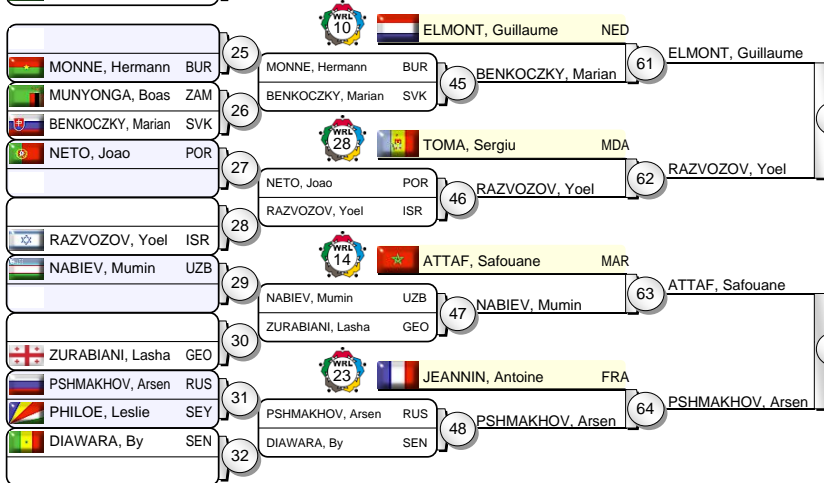 WRL 10 ELMONT, Guillaume NED
25
61 ELMONT, Guillaume
MONNE, Hermann BUR
MONNE, Hermann BUR
45 BENKOCZKY, Marian
MUNYONGA, Boas ZAM
BENKOCZKY, Marian SVK
26
BENKOCZKY, Marian SVK
WRL 28 TOMA, Sergiu MDA
NETO, Joao POR
27
62 RAZVOZOV, Yoel
NETO, Joao POR
46 RAZVOZOV, Yoel
RAZVOZOV, Yoel ISR
28
RAZVOZOV, Yoel ISR
WRL 14 ATTAF, Safouane MAR
NABIEV, Mumin UZB
29
63 ATTAF, Safouane
NABIEV, Mumin UZB
47 NABIEV, Mumin
ZURABIANI, Lasha GEO
30
ZURABIANI, Lasha GEO
WRL 23 JEANNIN, Antoine FRA
PSHMAKHOV, Arsen RUS
31
64 PSHMAKHOV, Arsen
PHILOE, Leslie SEY
PSHMAKHOV, Arsen RUS
48 PSHMAKHOV, Arsen
DIAWARA, By SEN
DIAWARA, By SEN
32